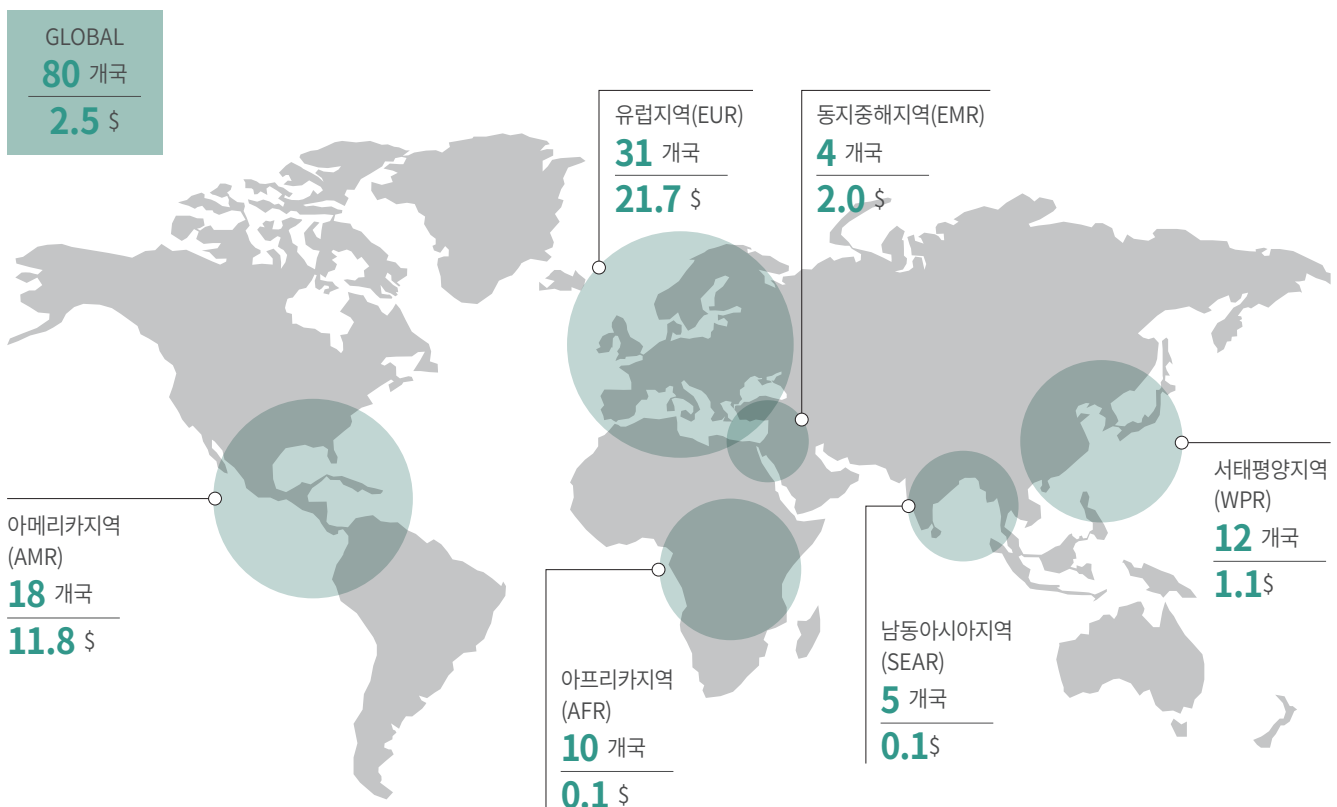 GLOBAL
80 개국
2.5 $
유럽지역(EUR)
31 개국
21.7 $
동지중해지역(EMR)
4 개국
2.0 $
아메리카지역
(AMR)
18 개국
11.8 $
아프리카지역
(AFR)
10 개국
0.1 $
남동아시아지역
(SEAR)
5 개국
0.1$
서태평양지역
(WPR)
12 개국
1.1$